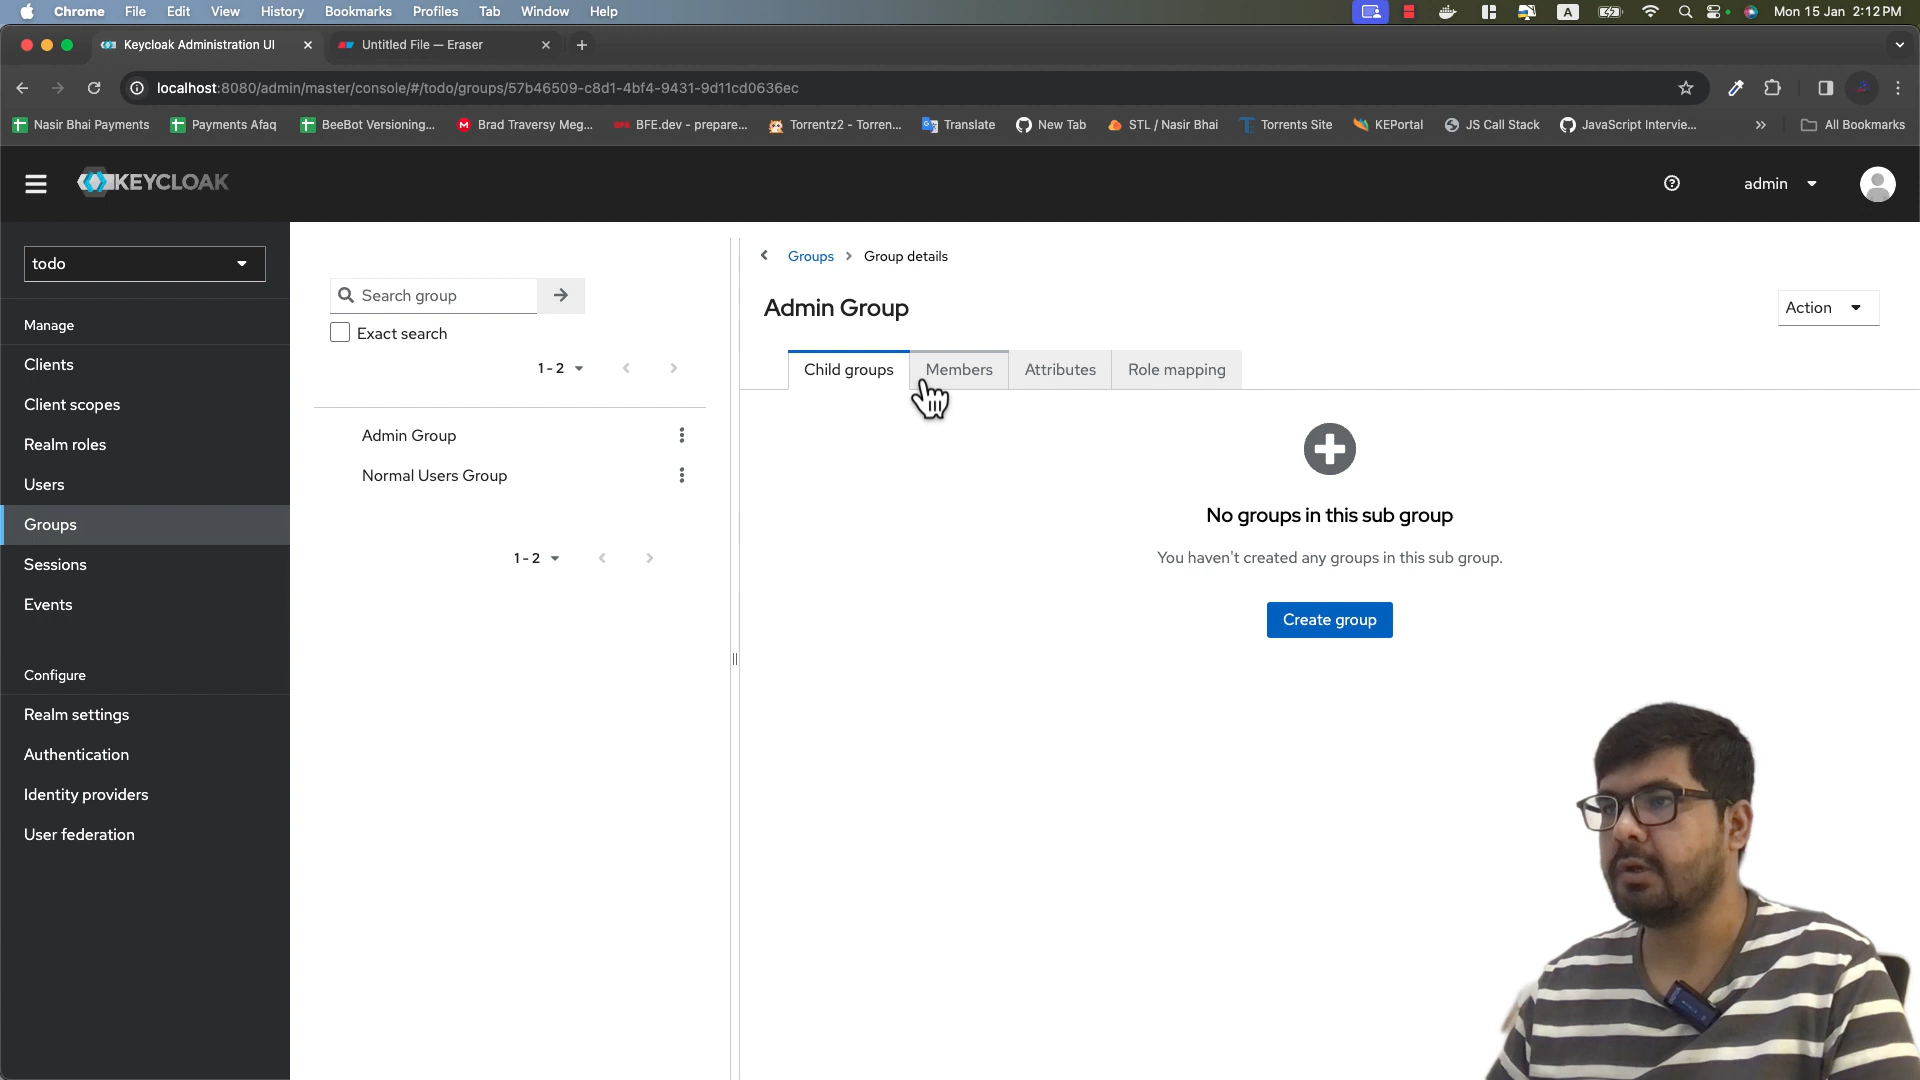 Chrome File Edit View History Bookmarks Profiles Tab Window Help A Mon 15 Jan 2:12 PM
Keycloak Administration UI Untitled File — Eraser
localhost:8080/admin/master/console/#/todo/groups/57b46509-c8d1-4bf4-9431-9d11cd0636ec
Nasir Bhai Payments Payments Afaq BeeBot Versioning... Brad Traversy Meg... BFE.dev - prepare... Torrentz2 - Torren... Translate New Tab STL / Nasir Bhai Torrents Site KEPortal JS Call Stack JavaScript Intervie... » All Bookmarks
KEYCLOAK admin
todo
Manage
Clients
Client scopes
Realm roles
Users
Groups
Sessions
Events
Configure
Realm settings
Authentication
Identity providers
User federation
Search group
Exact search
1 - 2
Admin Group
Normal Users Group
1 - 2
Groups Group details
Admin Group
Action
Child groups Members Attributes Role mapping
No groups in this sub group
You haven't created any groups in this sub group.
Create group